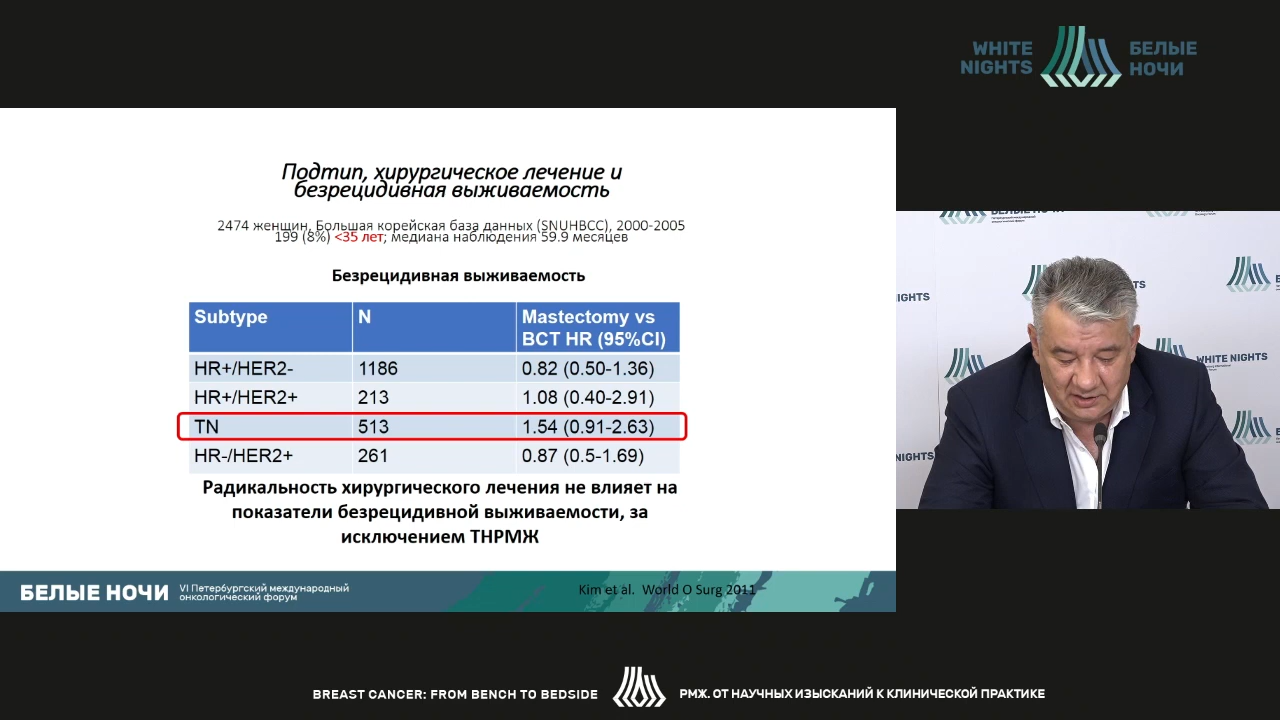 WHITE
NIGHTS
БЕЛЫЕ
НОЧИ
Подтип, хирургическое лечение и
безрецидивная выживаемость
2474 женщин, Большая корейская база данных (SNUHBCC), 2000-2005
199 (8%) <35 лет; медиана наблюдения 59.9 месяцев
Безрецидивная выживаемость
Subtype N Mastectomy vs
BCT HR (95%CI)
HR+/HER2- 1186 0.82 (0.50-1.36)
HR+/HER2+ 213 1.08 (0.40-2.91)
TN 513 1.54 (0.91-2.63)
HR-/HER2+ 261 0.87 (0.5-1.69)
Радикальность хирургического лечения не влияет на
показатели безрецидивной выживаемости, за
исключением ТНРМЖ
БЕЛЫЕ НОЧИ
VI Петербургский международный
онкологический форум
Kim et al. World O Surg 2011
IGHTS
TS
WHITE NIGHTS
NIGHTS
BREAST CANCER: FROM BENCH TO BEDSIDE
РМЖ. ОТ НАУЧНЫХ ИЗЫСКАНИЙ К КЛИНИЧЕСКОЙ ПРАКТИКЕ